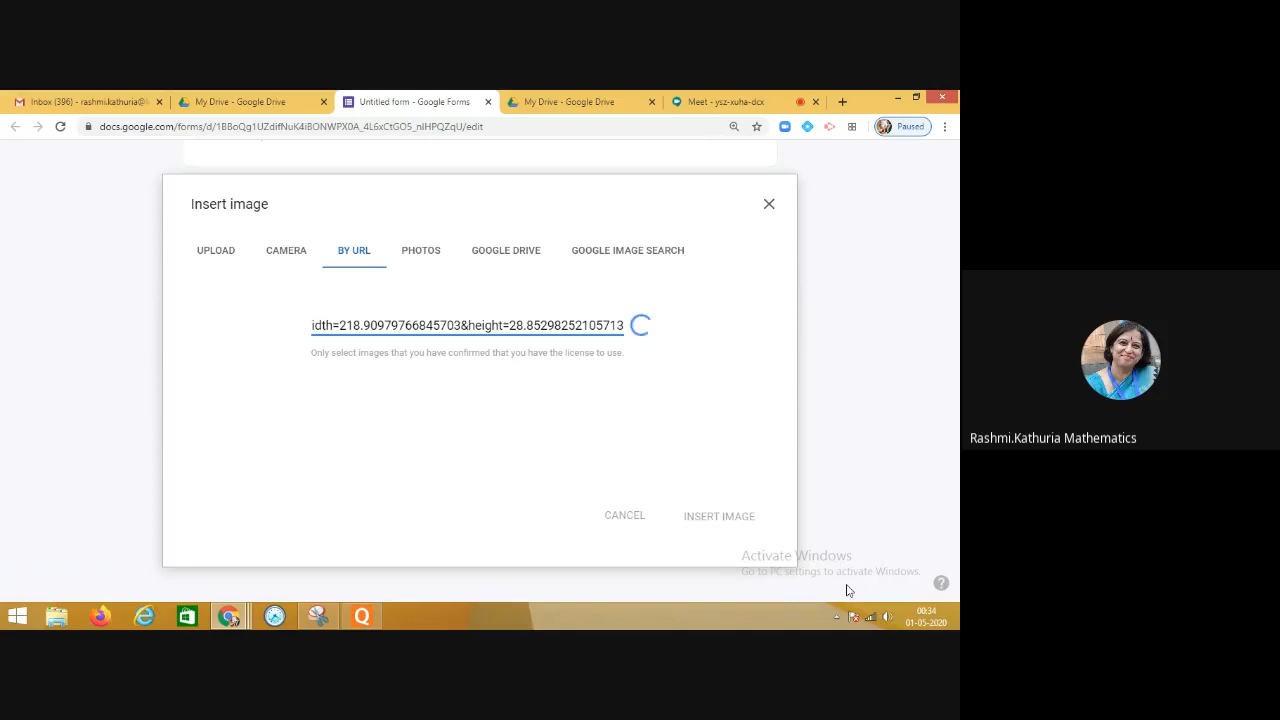 Inbox (396) - rashmi.kathuria@k
My Drive - Google Drive
Untitled form - Google Forms
My Drive - Google Drive
Meet - ysz-xuha-dcx
docs.google.com/forms/d/1BBoQg1UZdifNuK4iBONWPX0A_4L6xCtGO5_nIHPQZqU/edit
Paused
Insert image
UPLOAD
CAMERA
BY URL
PHOTOS
GOOGLE DRIVE
GOOGLE IMAGE SEARCH
idth=218.90979766845703&height=28.85298252105713
Only select images that you have confirmed that you have the license to use.
CANCEL
INSERT IMAGE
Activate Windows
Go to PC settings to activate Windows.
00:34
01-05-2020
Rashmi.Kathuria Mathematics